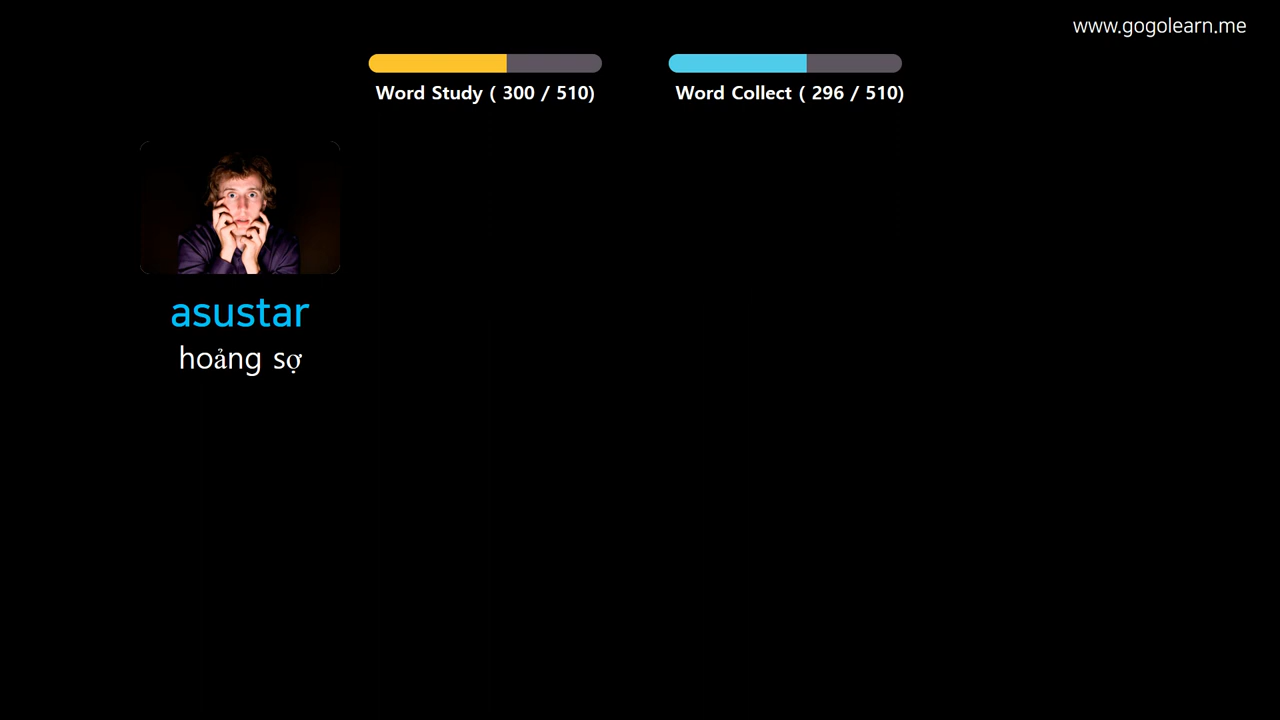 www.gogolearn.me
Word Study ( 300 / 510)
Word Collect ( 296 / 510)
asustar
hoảng sợ